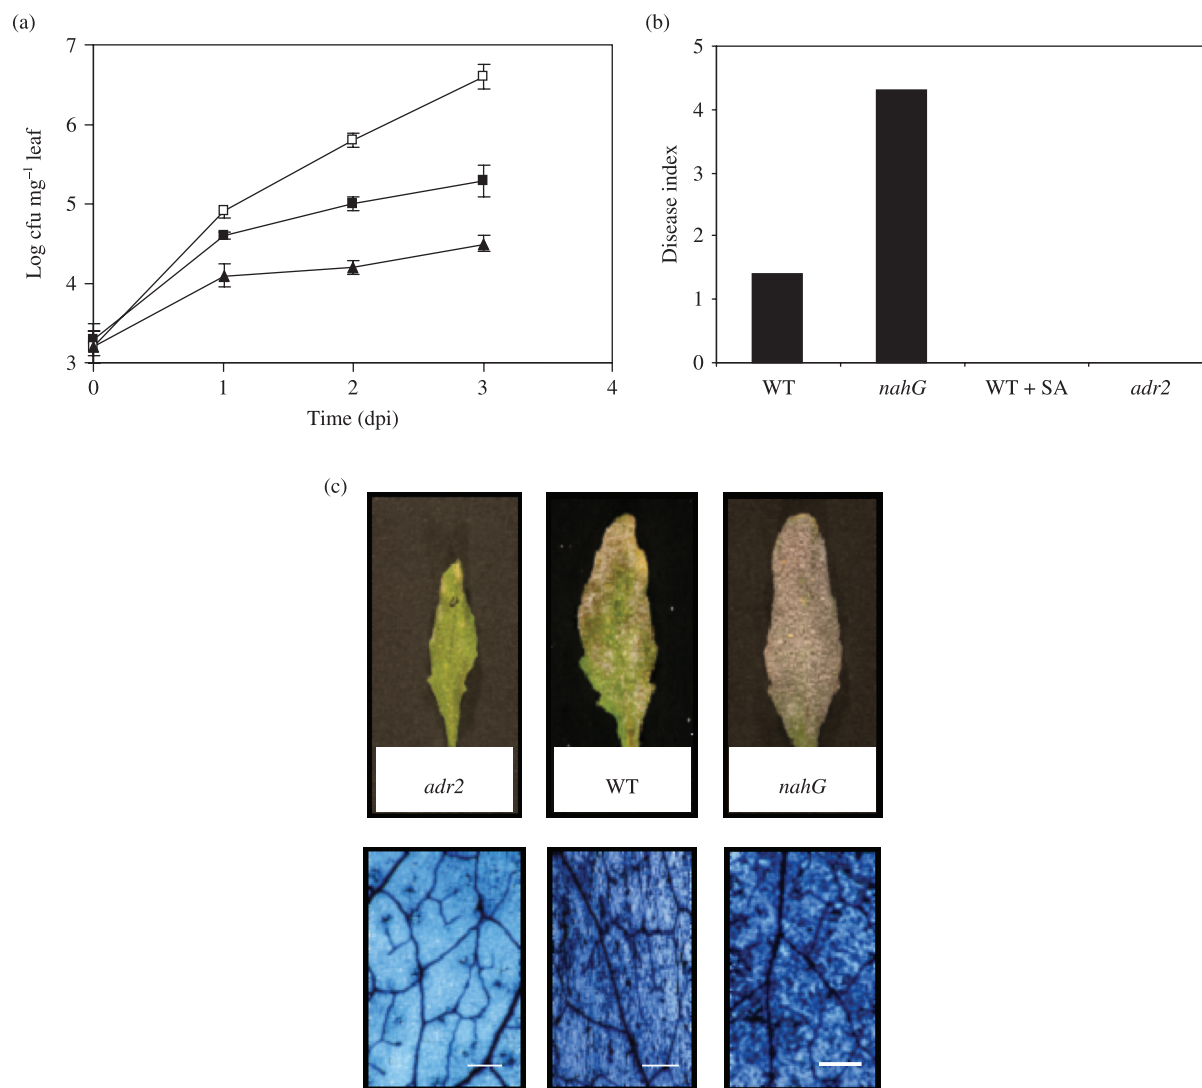 (a)
7
6
5
4
3
Log cfu mg⁻¹ leaf
0 1 2 3 4
Time (dpi)
(b)
5
4
3
2
1
0
Disease index
WT nahG WT + SA adr2
(c)
adr2 WT nahG